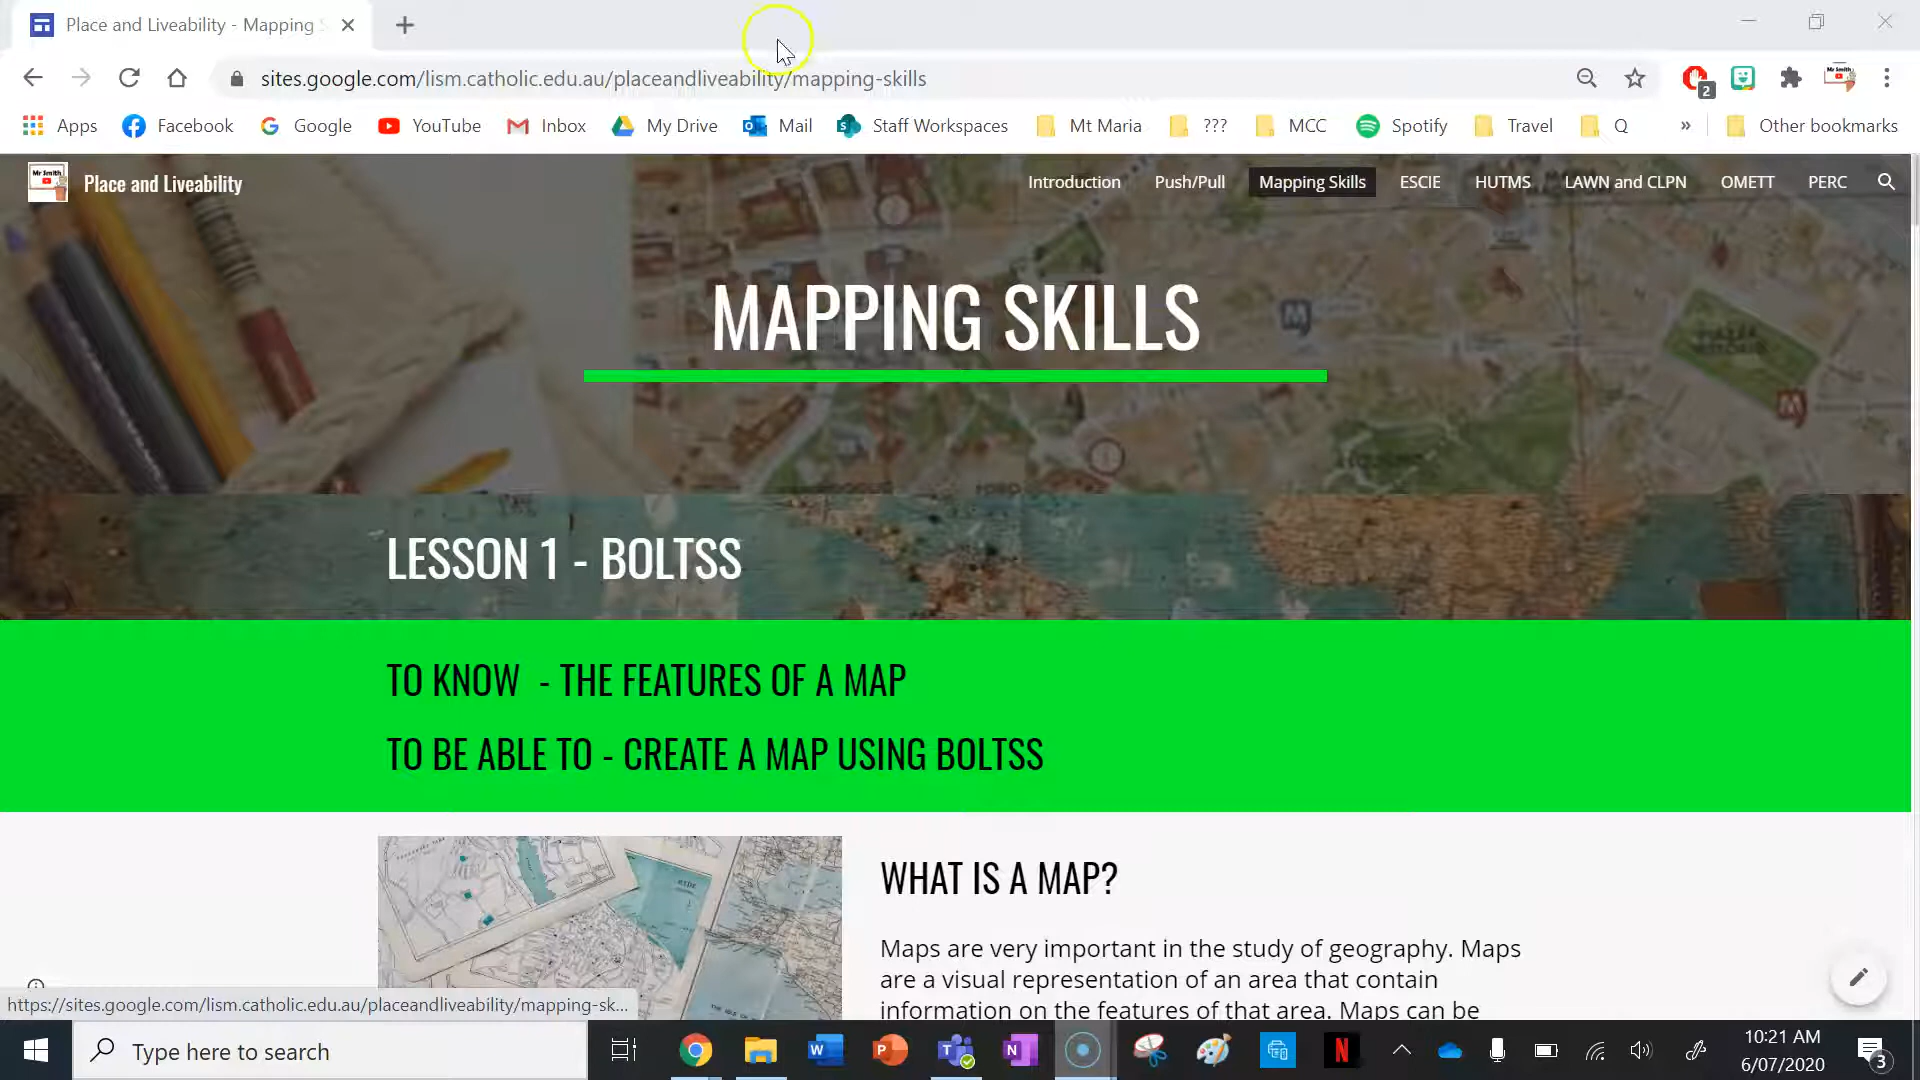 Place and Liveability - Mapping S
sites.google.com/lism.catholic.edu.au/placeandliveability/mapping-skills
2
Apps Facebook Google YouTube Inbox My Drive Mail Staff Workspaces Mt Maria ??? MCC Spotify Travel Q » Other bookmarks
Mr Smith
Place and Liveability
Introduction Push/Pull Mapping Skills ESCIE HUTMS LAWN and CLPN OMETT PERC
MAPPING SKILLS
LESSON 1 - BOLTSS
TO KNOW - THE FEATURES OF A MAP
TO BE ABLE TO - CREATE A MAP USING BOLTSS
WHAT IS A MAP?
Maps are very important in the study of geography. Maps
are a visual representation of an area that contain
information on the features of that area. Maps can be
https://sites.google.com/lism.catholic.edu.au/placeandliveability/mapping-sk...
Type here to search
10:21 AM
6/07/2020
3